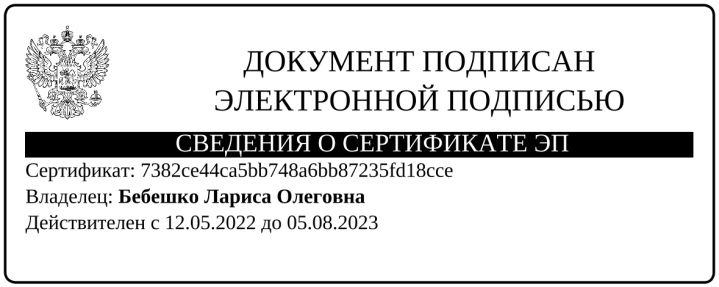 ДОКУМЕНТ ПОДПИСАН
ЭЛЕКТРОННОЙ ПОДПИСЬЮ
СВЕДЕНИЯ О СЕРТИФИКАТЕ ЭП
Сертификат: 7382ce44ca5bb748a6bb87235fd18cce
Владелец: Бебешко Лариса Олеговна
Действителен с 12.05.2022 до 05.08.2023